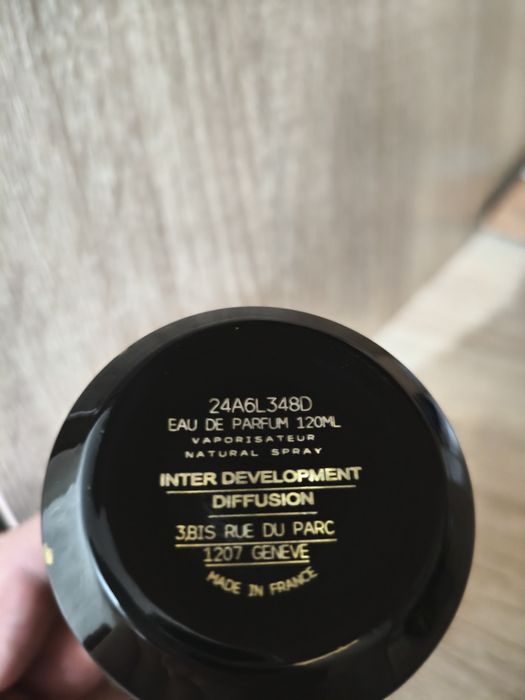 24A6L348D
EAU DE PARFUM 120ML
VAPORISATEUR
NATURAL SPRAY
INTER DEVELOPMENT
DIFFUSION
3,BIS RUE DU PARC
1207 GENEVE
MADE IN FRANCE